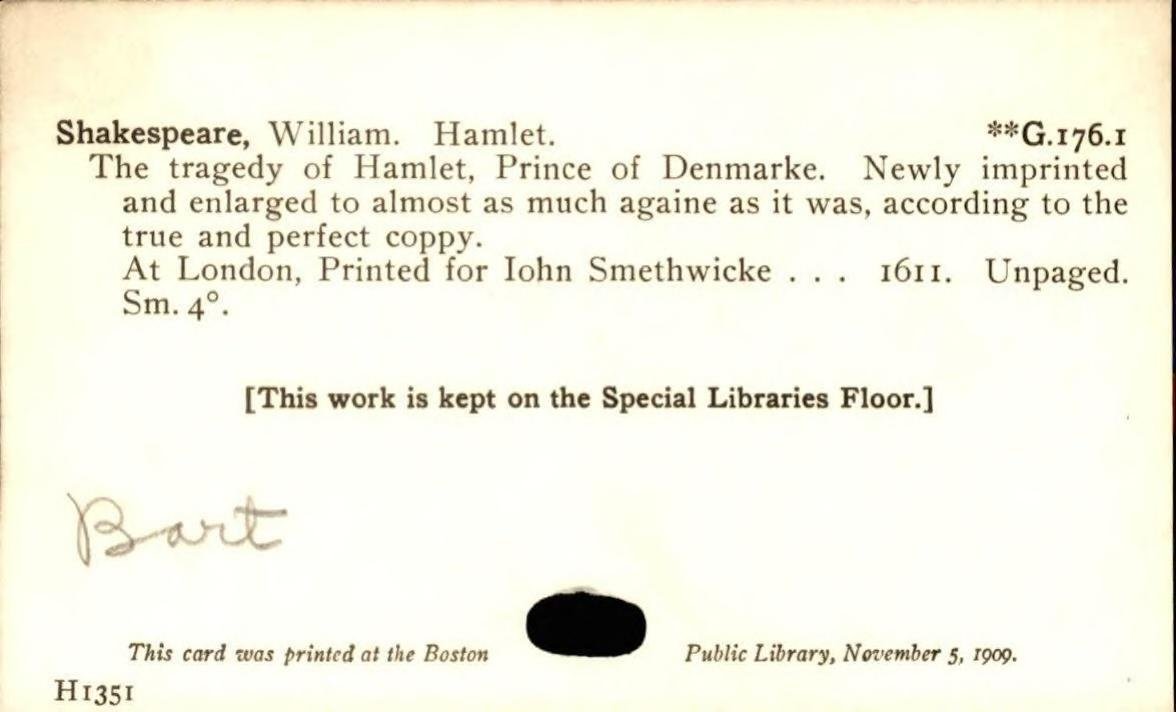 Shakespeare, William. Hamlet. **G.176.1
The tragedy of Hamlet, Prince of Denmarke. Newly imprinted
and enlarged to almost as much againe as it was, according to the
true and perfect coppy.
At London, Printed for Iohn Smethwicke . . . 1611. Unpaged.
Sm. 4°.
[This work is kept on the Special Libraries Floor.]
Bart
This card was printed at the Boston Public Library, November 5, 1909.
H1351